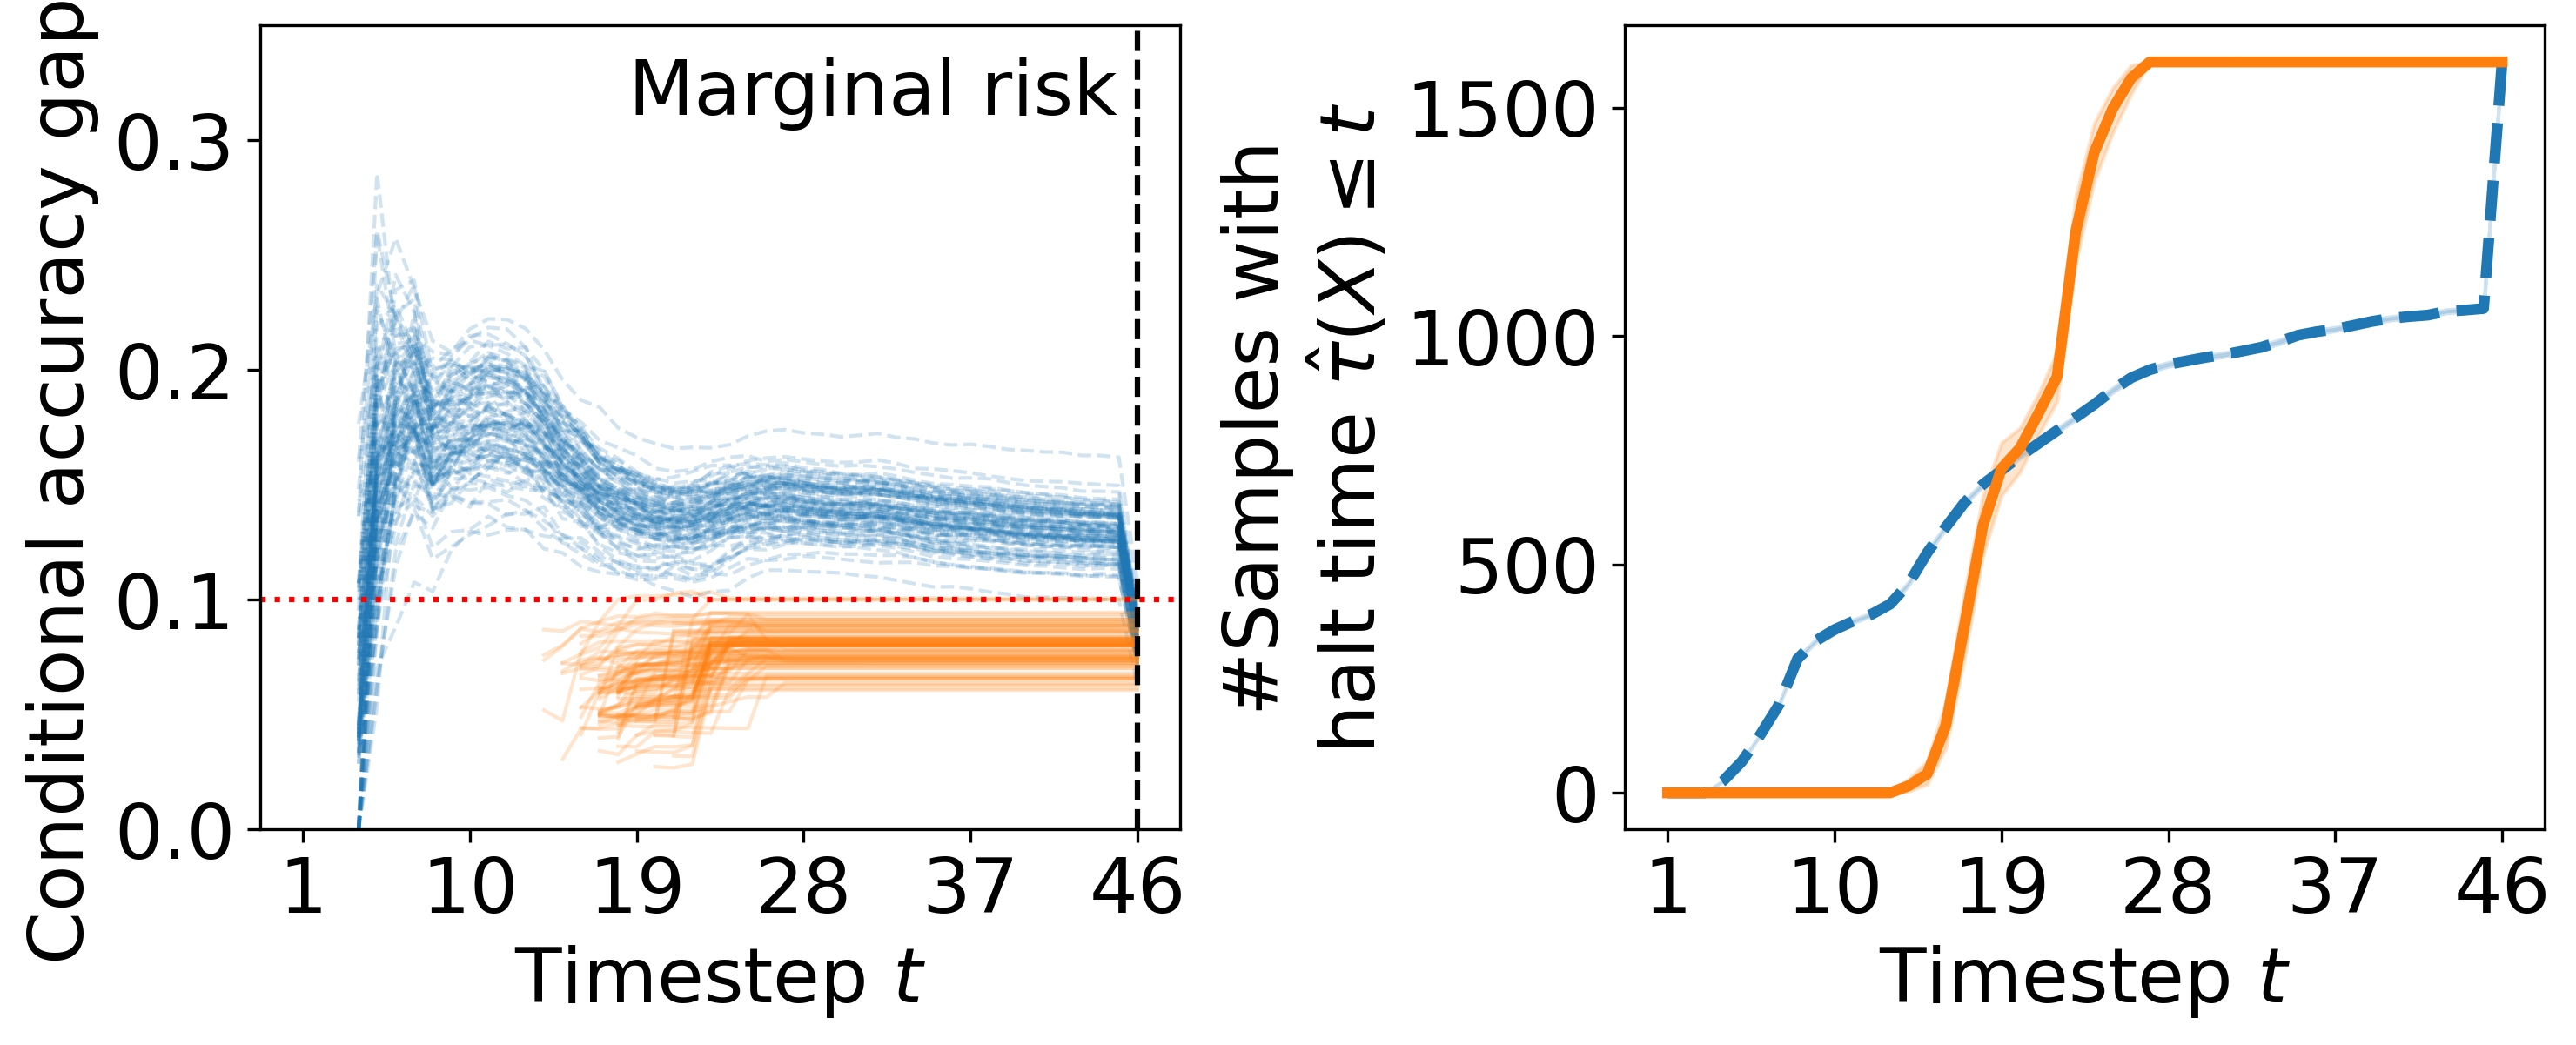 Conditional accuracy gap
0.3
0.2
0.1
0.0
Marginal risk
1 10 19 28 37 46
Timestep t
#Samples with
halt time τ̂(X) ≤ t
1500
1000
500
0
1 10 19 28 37 46
Timestep t